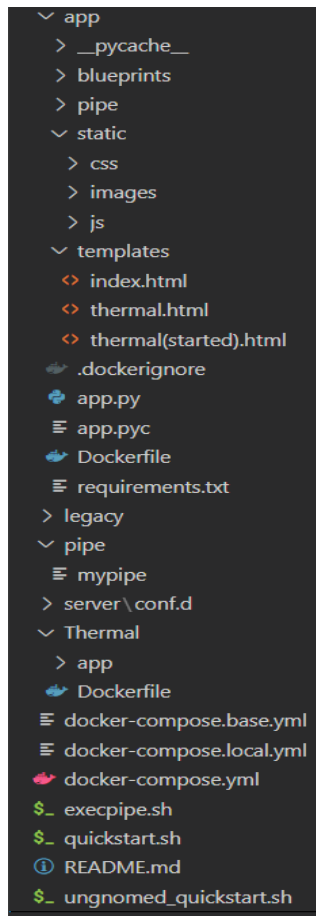 app
__pycache__
blueprints
pipe
static
css
images
js
templates
index.html
thermal.html
thermal(started).html
.dockerignore
app.py
app.pyc
Dockerfile
requirements.txt
legacy
pipe
mypipe
server\conf.d
Thermal
app
Dockerfile
docker-compose.base.yml
docker-compose.local.yml
docker-compose.yml
execpipe.sh
quickstart.sh
README.md
ungnomed_quickstart.sh